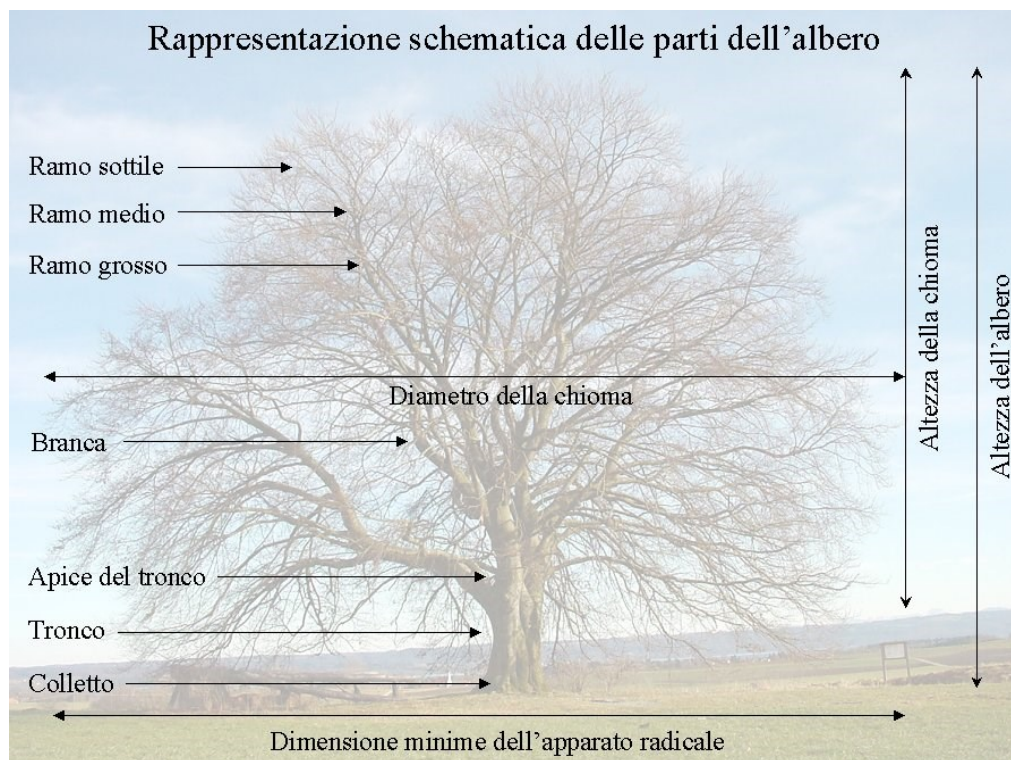 Rappresentazione schematica delle parti dell'albero
Ramo sottile
Ramo medio
Ramo grosso
Diametro della chioma
Branca
Apice del tronco
Tronco
Colletto
Dimensione minime dell'apparato radicale
Altezza della chioma
Altezza dell'albero